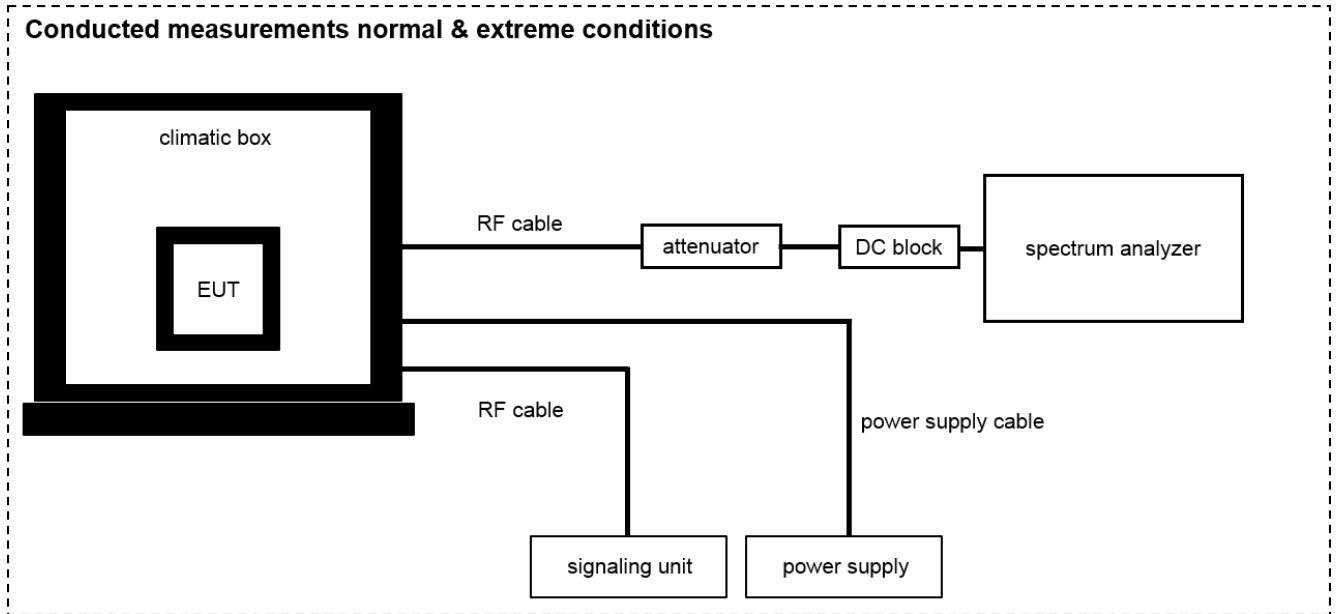 Conducted measurements normal & extreme conditions
climatic box
RF cable
attenuator
DC block
spectrum analyzer
EUT
RF cable
power supply cable
signaling unit
power supply